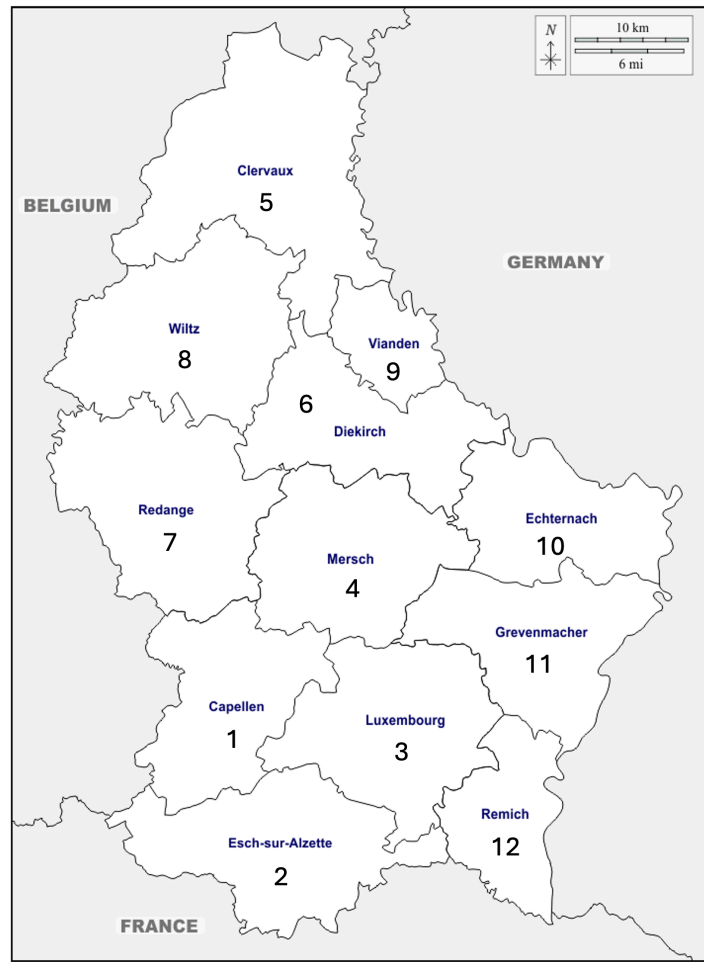 N
10 km
6 mi
Clervaux
5
BELGIUM
GERMANY
Wiltz
8
Vianden
9
6
Diekirch
Redange
7
Echternach
10
Mersch
4
Grevenmacher
11
Capellen
1
Luxembourg
3
Remich
12
Esch-sur-Alzette
2
FRANCE